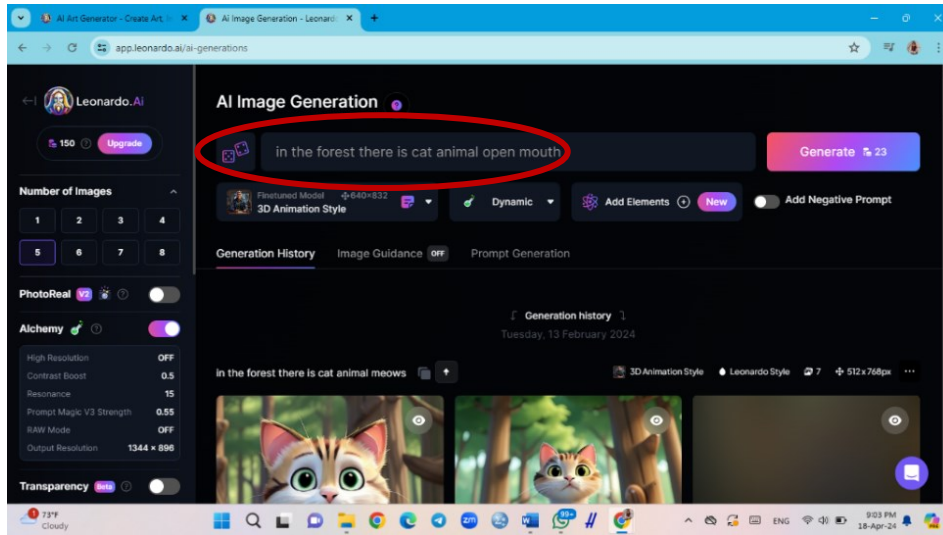 AI Art Generator - Create Art, I
AI Image Generation - Leonardo
app.leonardo.ai/ai-generations
Leonardo.Ai
150 Upgrade
AI Image Generation
in the forest there is cat animal open mouth
Generate 23
Number of Images
1 2 3 4
5 6 7 8
Finetuned Model 640×832
3D Animation Style
Dynamic
Add Elements New
Add Negative Prompt
Generation History Image Guidance OFF Prompt Generation
PhotoReal V2
Alchemy
High Resolution OFF
Contrast Boost 0.5
Resonance 15
Prompt Magic V3 Strength 0.55
RAW Mode OFF
Output Resolution 1344 × 896
Transparency Beta
Generation history
Tuesday, 13 February 2024
in the forest there is cat animal meows
3D Animation Style Leonardo Style 7 512x768px
73°F
Cloudy
zm
99+
ENG
9:03 PM
18-Apr-24